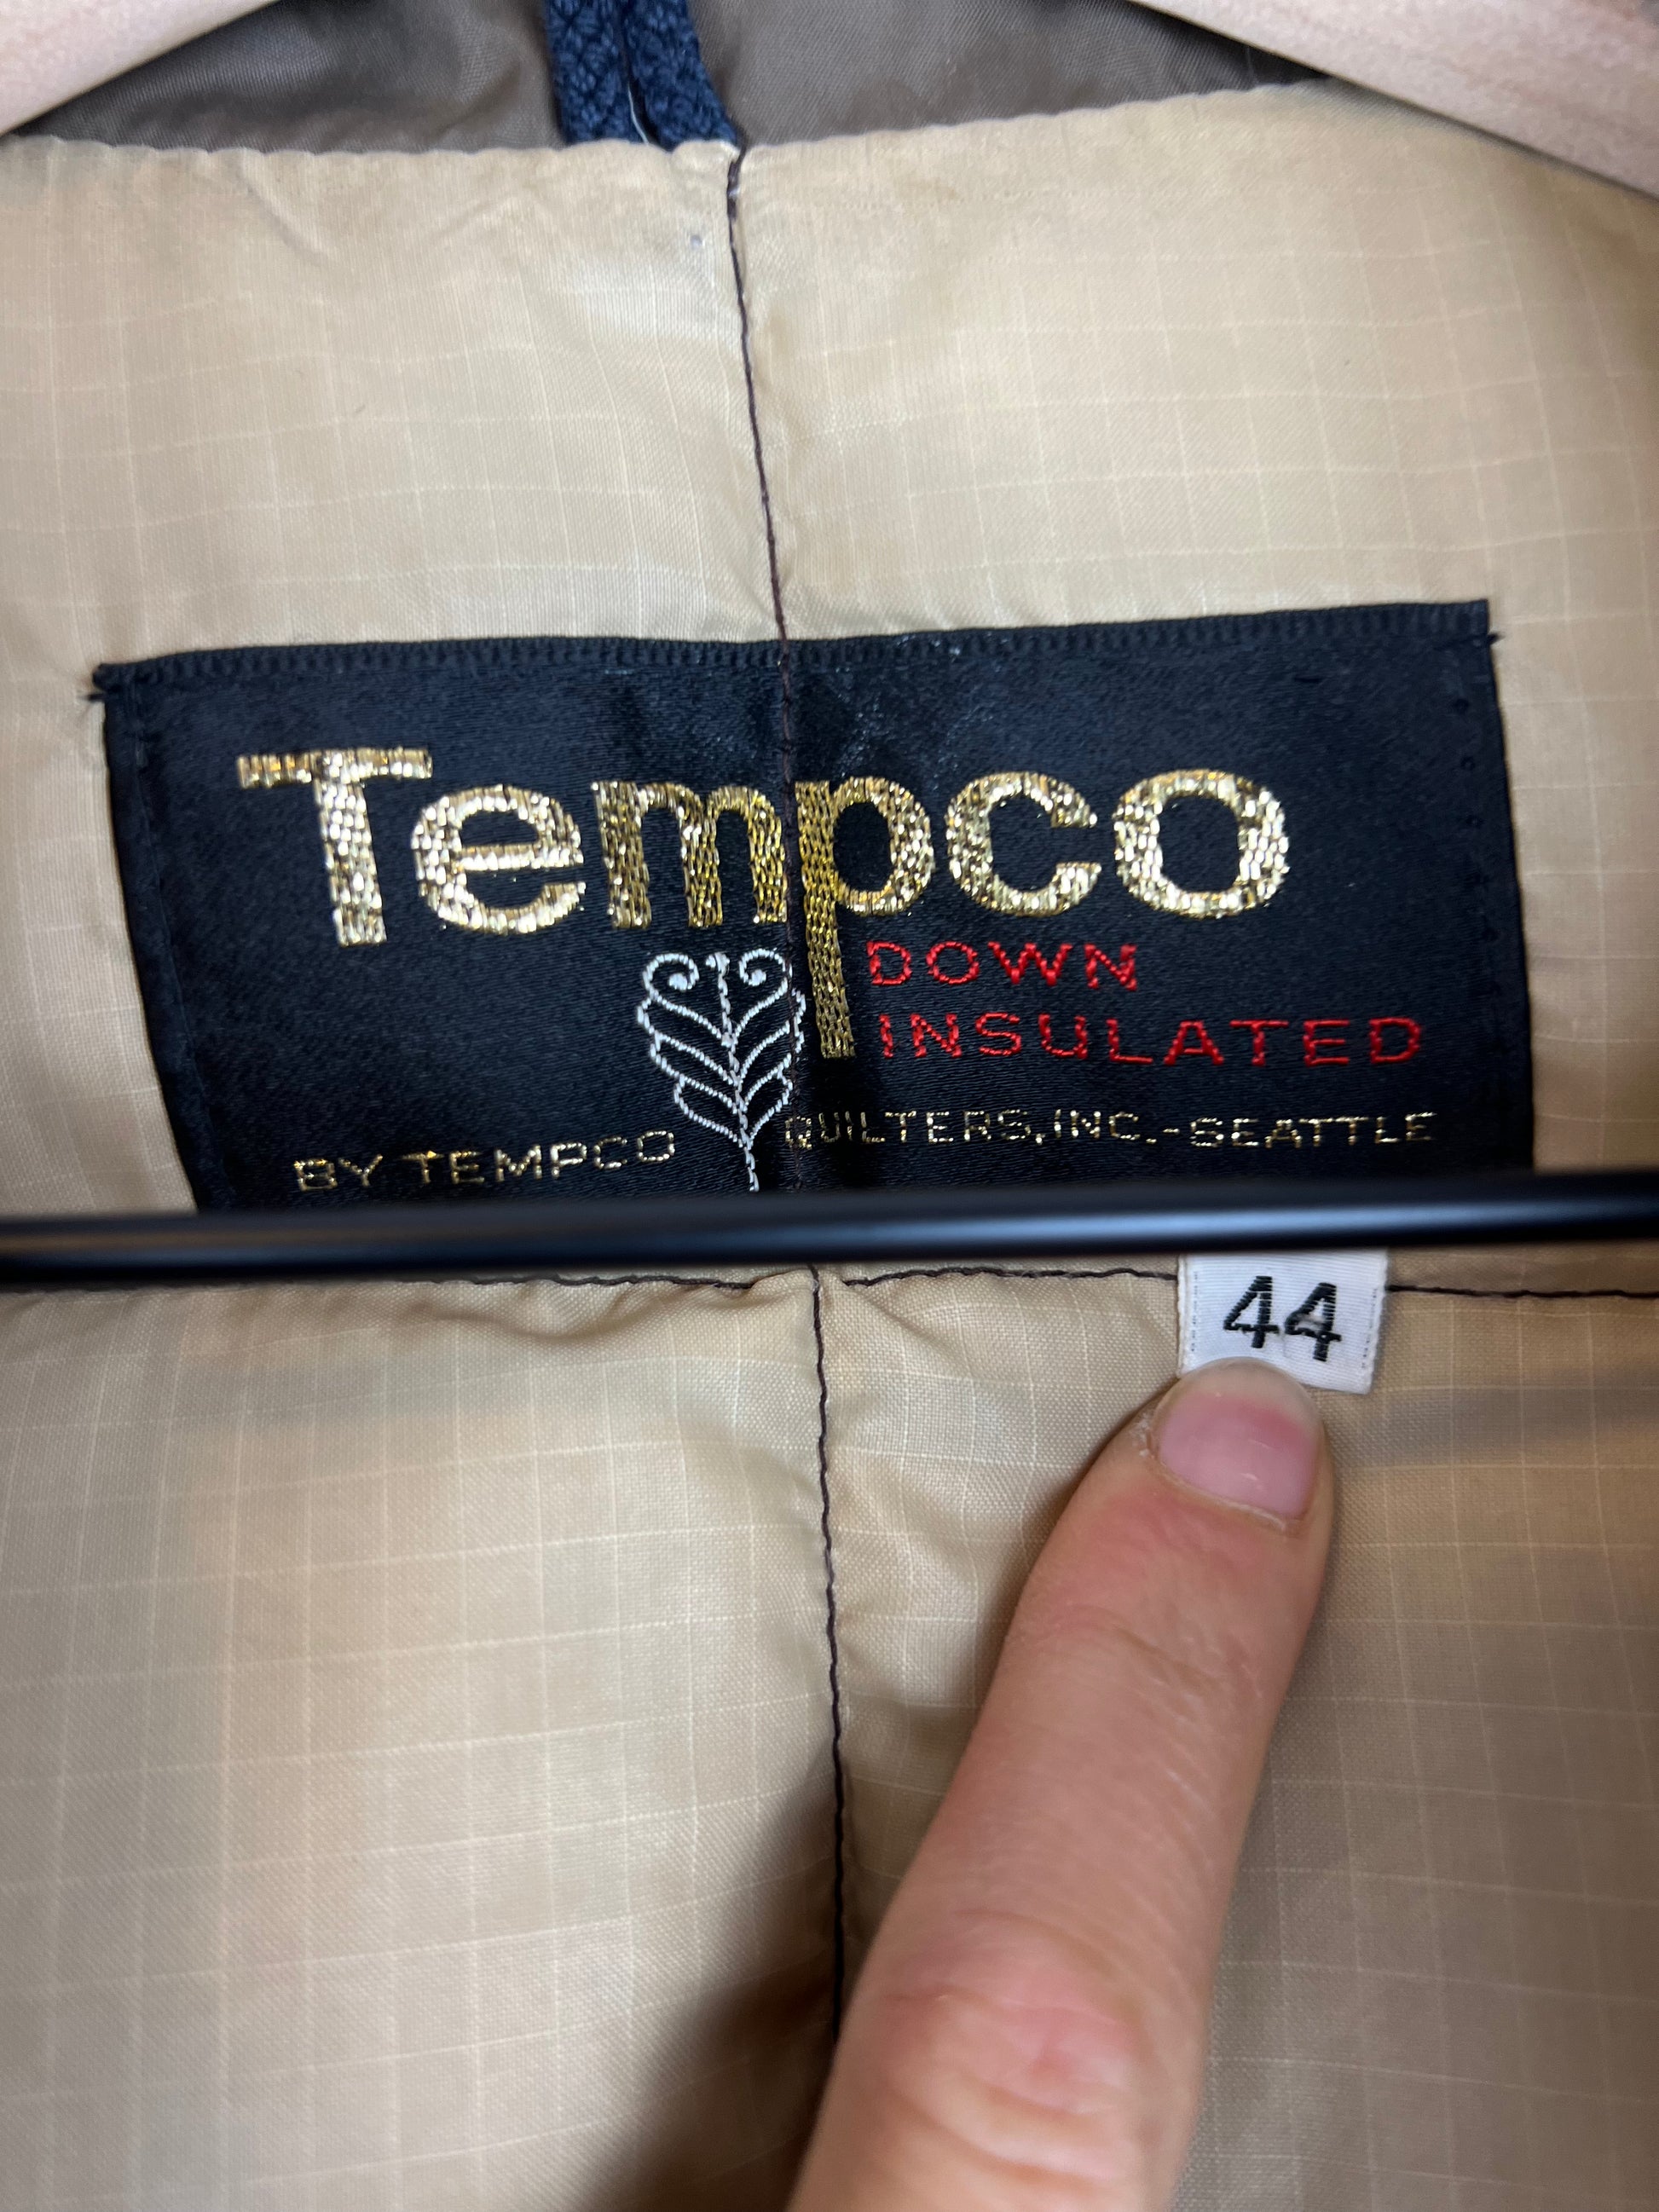 Tempco
DOWN
INSULATED
BY TEMPCO QUILTERS, INC.-SEATTLE
44